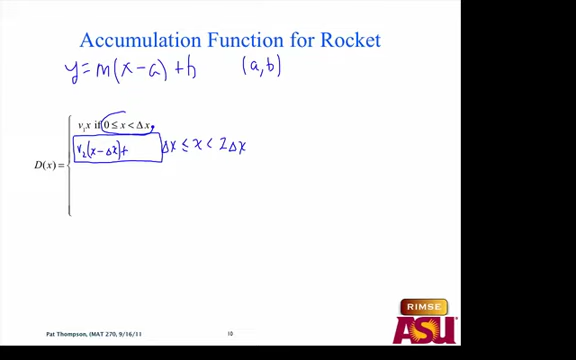 Accumulation Function for Rocket
y = m(x - a) + b (a, b)
v₁x if 0 ≤ x < Δx,
v₂(x - Δx) + Δx ≤ x < 2Δx
D(x) =
RIMSE
ASU
Pat Thompson, (MAT 270, 9/16/11
10